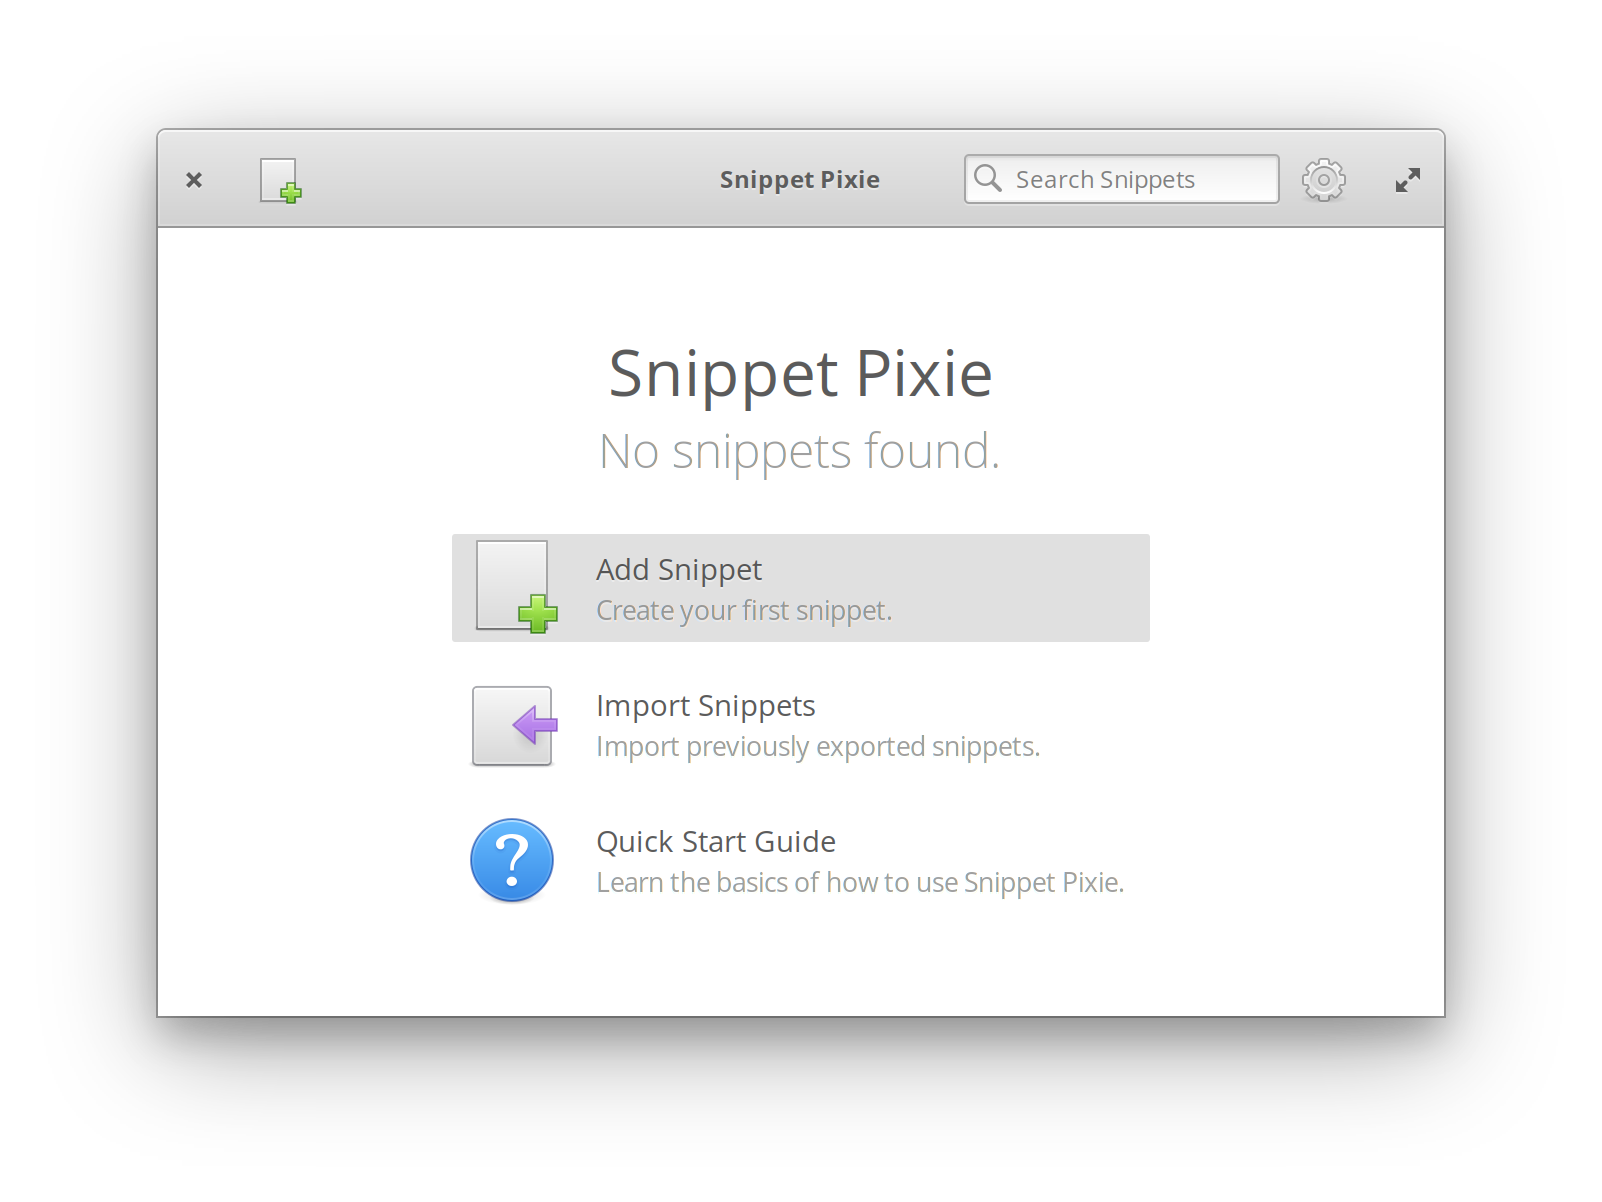 Snippet Pixie
Search Snippets
Snippet Pixie
No snippets found.
Add Snippet
Create your first snippet.
Import Snippets
Import previously exported snippets.
Quick Start Guide
Learn the basics of how to use Snippet Pixie.